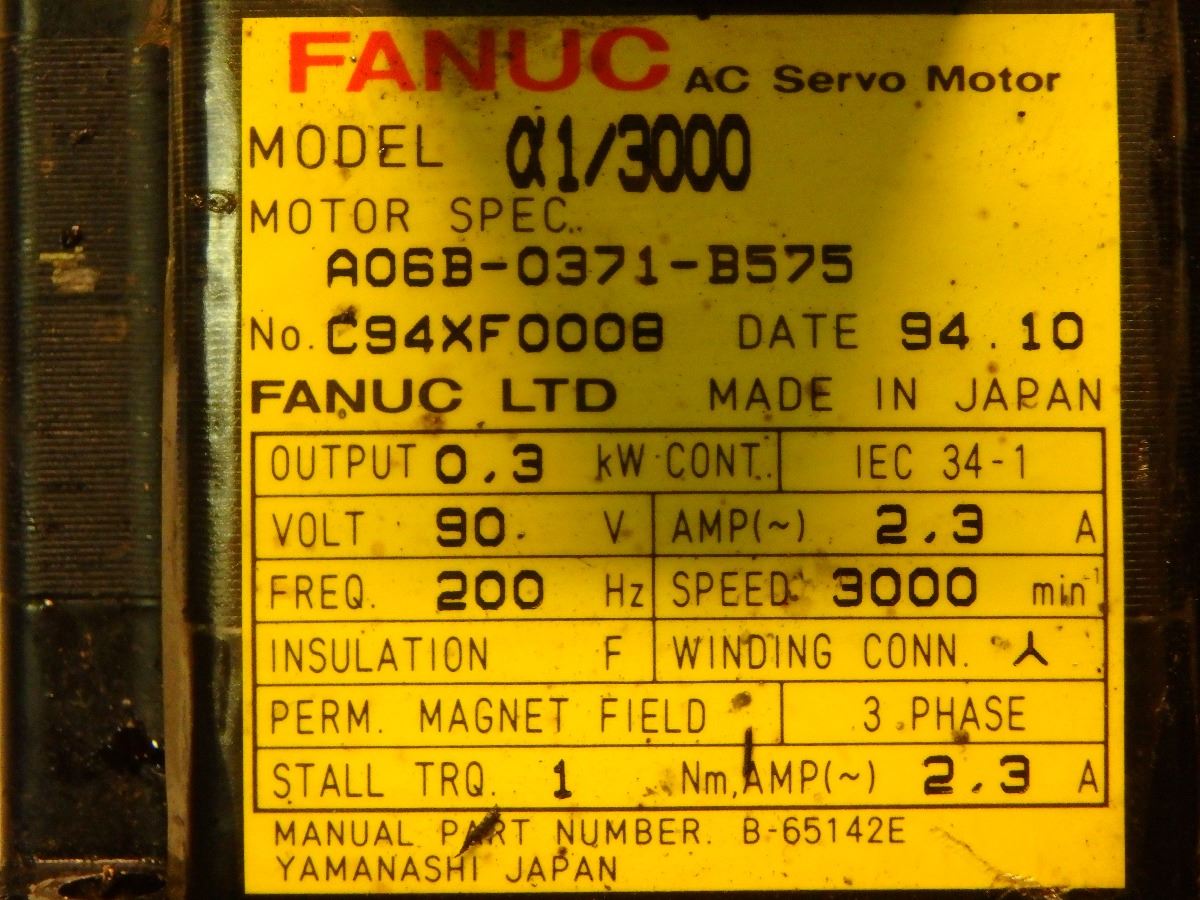 FANUC AC Servo Motor
MODEL α1/3000
MOTOR SPEC.
A06B-0371-B575
No. C94XF0008 DATE 94.10
FANUC LTD MADE IN JAPAN
OUTPUT 0.3 kW CONT. IEC 34-1
VOLT 90. V AMP(~) 2.3 A
FREQ. 200 Hz SPEED 3000 min⁻¹
INSULATION F WINDING CONN. 人
PERM. MAGNET FIELD 3 PHASE
STALL TRQ. 1 Nm, AMP(~) 2.3 A
MANUAL PART NUMBER. B-65142E
YAMANASHI JAPAN